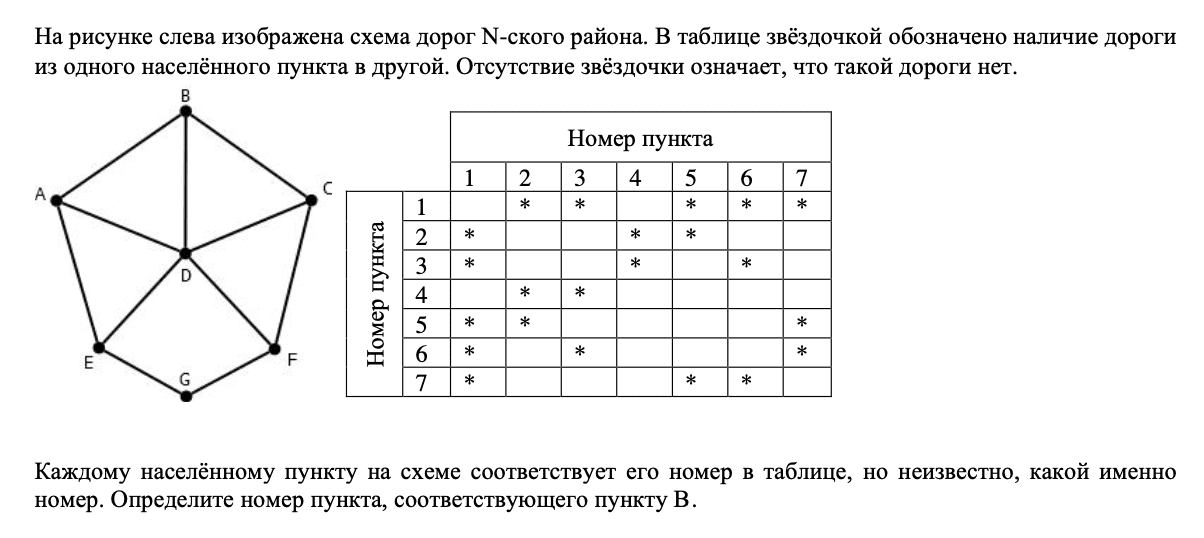 На рисунке слева изображена схема дорог N-ского района. В таблице звёздочкой обозначено наличие дороги
из одного населённого пункта в другой. Отсутствие звёздочки означает, что такой дороги нет.
B
A
C
D
E
F
G
Номер пункта
1 2 3 4 5 6 7
Номер пункта
1 * * * * *
2 * * *
3 * * *
4 * *
5 * * *
6 * * *
7 * * *
Каждому населённому пункту на схеме соответствует его номер в таблице, но неизвестно, какой именно
номер. Определите номер пункта, соответствующего пункту B.